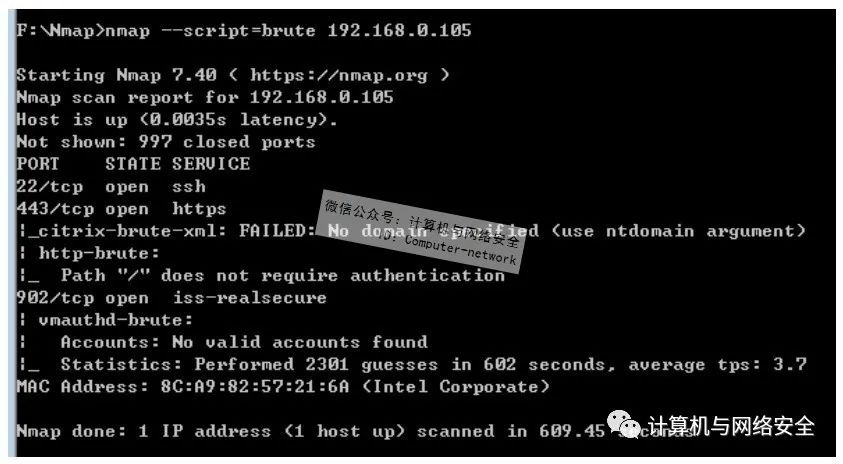 F:\Nmap>nmap --script=brute 192.168.0.105
Starting Nmap 7.40 ( https://nmap.org )
Nmap scan report for 192.168.0.105
Host is up (0.0035s latency).
Not shown: 997 closed ports
PORT STATE SERVICE
22/tcp open ssh
443/tcp open https
|_citrix-brute-xml: FAILED: No domain specified (use ntdomain argument)
| http-brute:
|_ Path "/" does not require authentication
902/tcp open iss-realsecure
| vmauthd-brute:
| Accounts: No valid accounts found
|_ Statistics: Performed 2301 guesses in 602 seconds, average tps: 3.7
MAC Address: 8C:A9:82:57:21:6A (Intel Corporate)
Nmap done: 1 IP address (1 host up) scanned in 609.45 seconds
微信公众号:计算机与网络安全
ID:Computer-network
计算机与网络安全